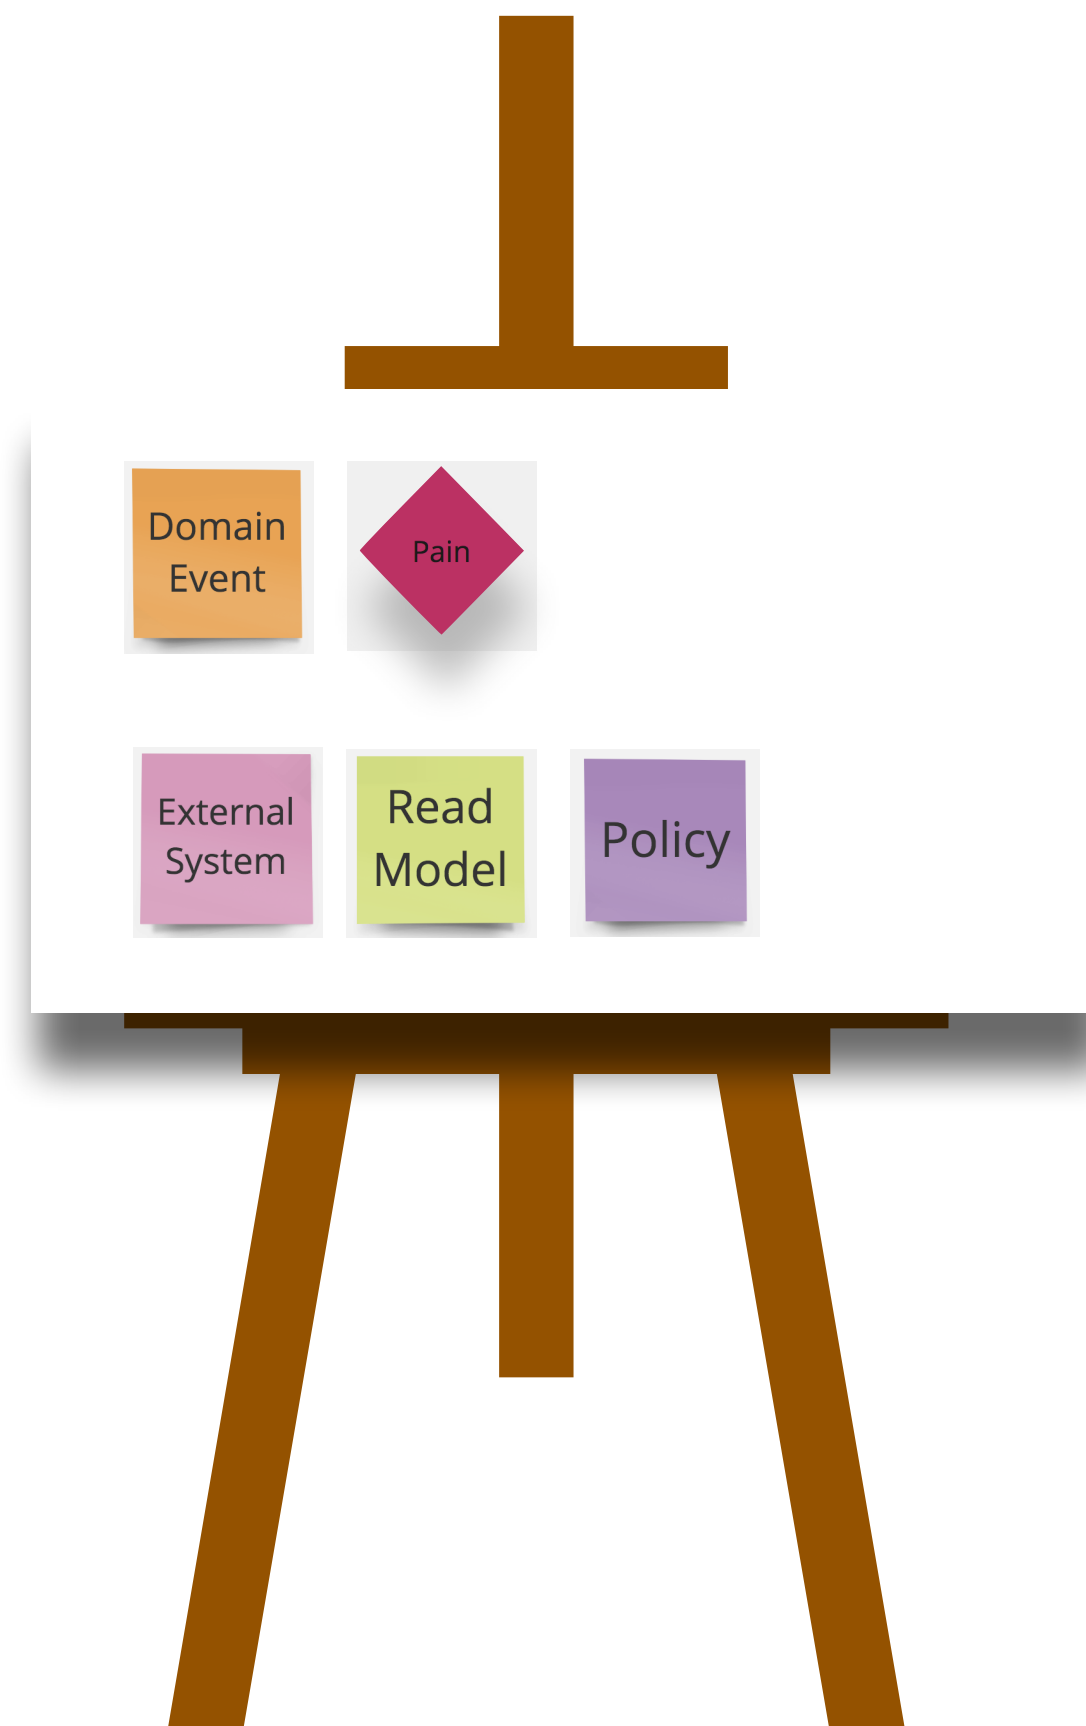 Domain
Event
Pain
External
System
Read
Model
Policy